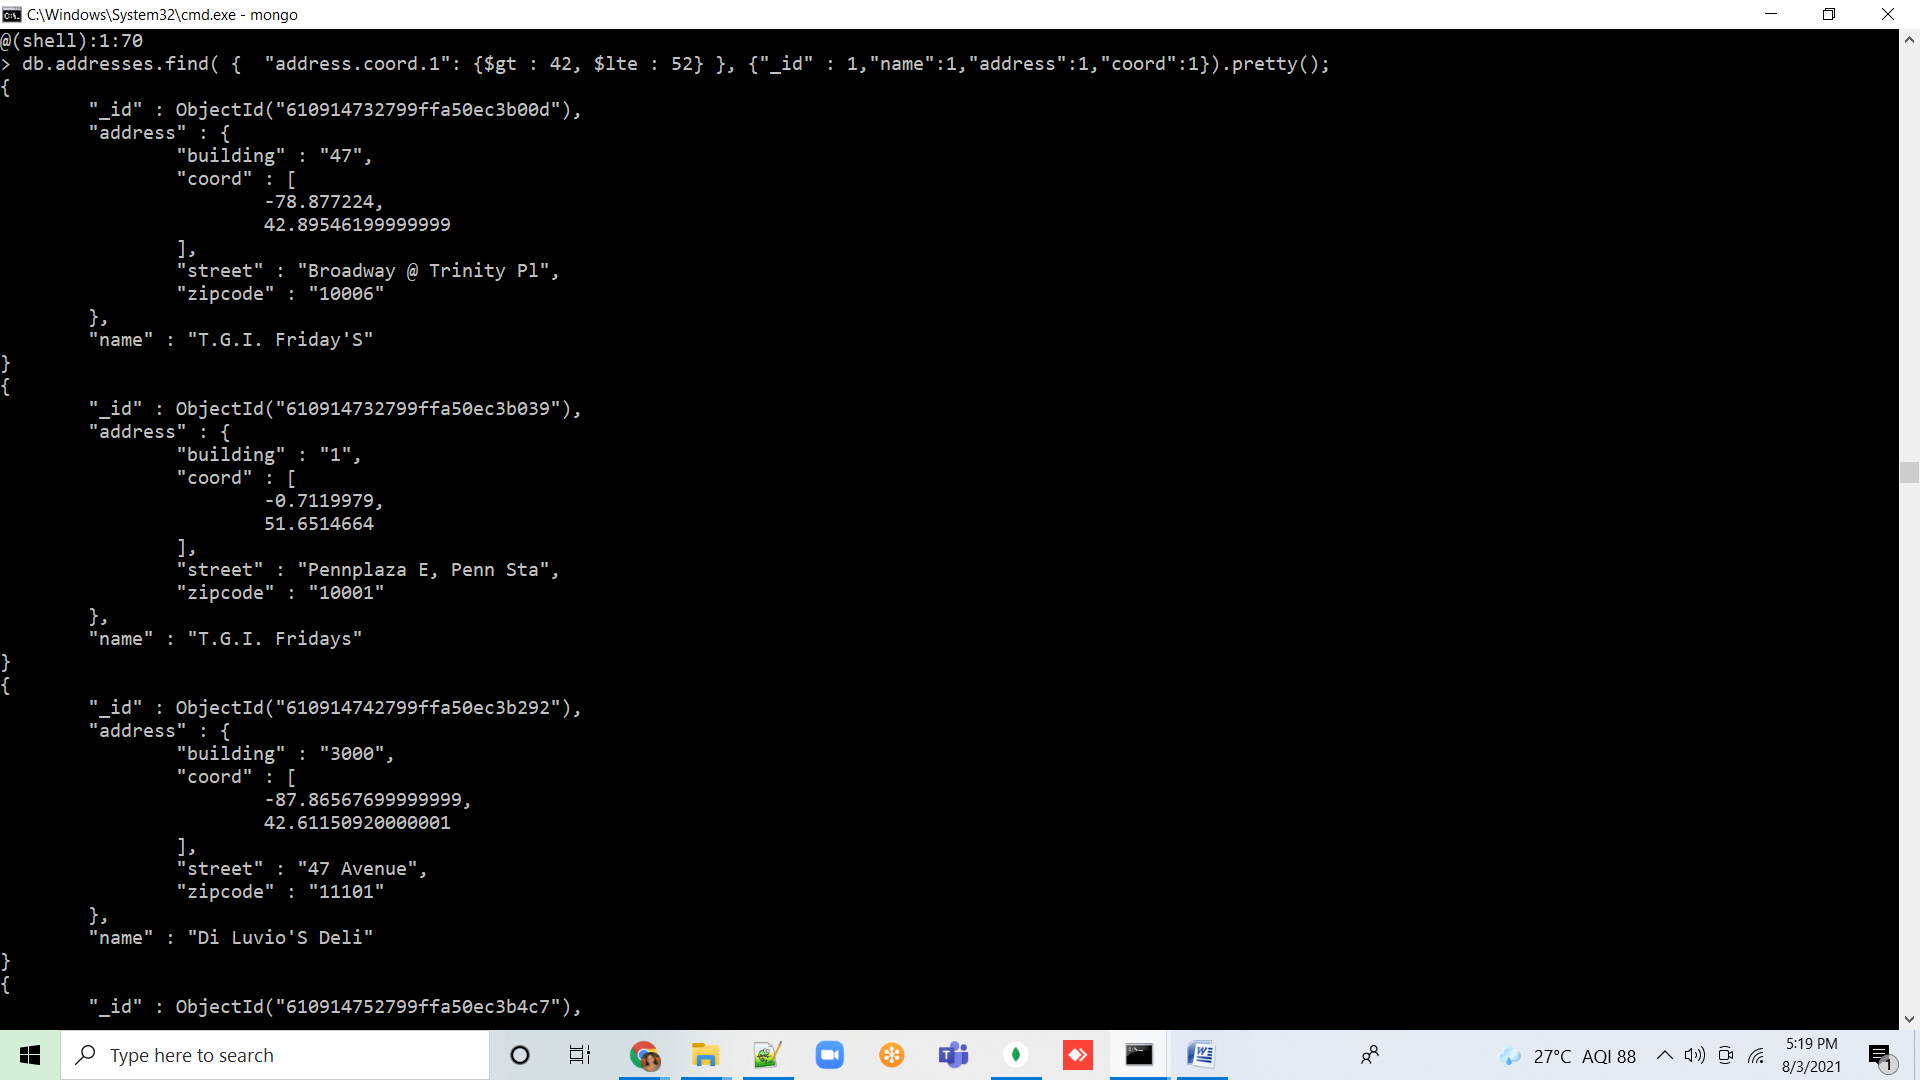 C:\Windows\System32\cmd.exe - mongo
@(shell):1:70
> db.addresses.find( {  "address.coord.1": {$gt : 42, $lte : 52} }, {"_id" : 1,"name":1,"address":1,"coord":1}).pretty();
{
        "_id" : ObjectId("610914732799ffa50ec3b00d"),
        "address" : {
                "building" : "47",
                "coord" : [
                        -78.877224,
                        42.89546199999999
                ],
                "street" : "Broadway @ Trinity Pl",
                "zipcode" : "10006"
        },
        "name" : "T.G.I. Friday'S"
}
{
        "_id" : ObjectId("610914732799ffa50ec3b039"),
        "address" : {
                "building" : "1",
                "coord" : [
                        -0.7119979,
                        51.6514664
                ],
                "street" : "Pennplaza E, Penn Sta",
                "zipcode" : "10001"
        },
        "name" : "T.G.I. Fridays"
}
{
        "_id" : ObjectId("610914742799ffa50ec3b292"),
        "address" : {
                "building" : "3000",
                "coord" : [
                        -87.86567699999999,
                        42.61150920000001
                ],
                "street" : "47 Avenue",
                "zipcode" : "11101"
        },
        "name" : "Di Luvio'S Deli"
}
{
        "_id" : ObjectId("610914752799ffa50ec3b4c7"),
Type here to search
27°C AQI 88
5:19 PM
8/3/2021
1